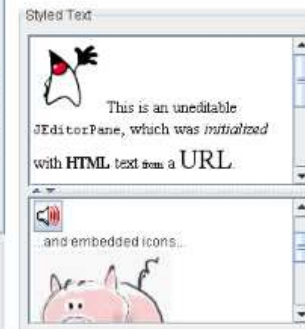 Styled Text
This is an uneditable
JEditorPane, which was initialized
with HTML text from a URL.
...and embedded icons...